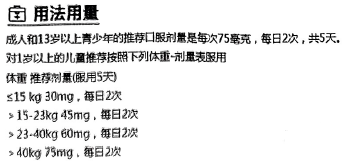 用法用量
成人和13岁以上青少年的推荐口服剂量是每次75毫克，每日2次，共5天。
对1岁以上的儿童推荐按照下列体重-剂量表服用
体重 推荐剂量(服用5天)
≤15 kg 30mg，每日2次
＞15-23kg 45mg，每日2次
＞23-40kg 60mg，每日2次
＞40kg 75mg，每日2次